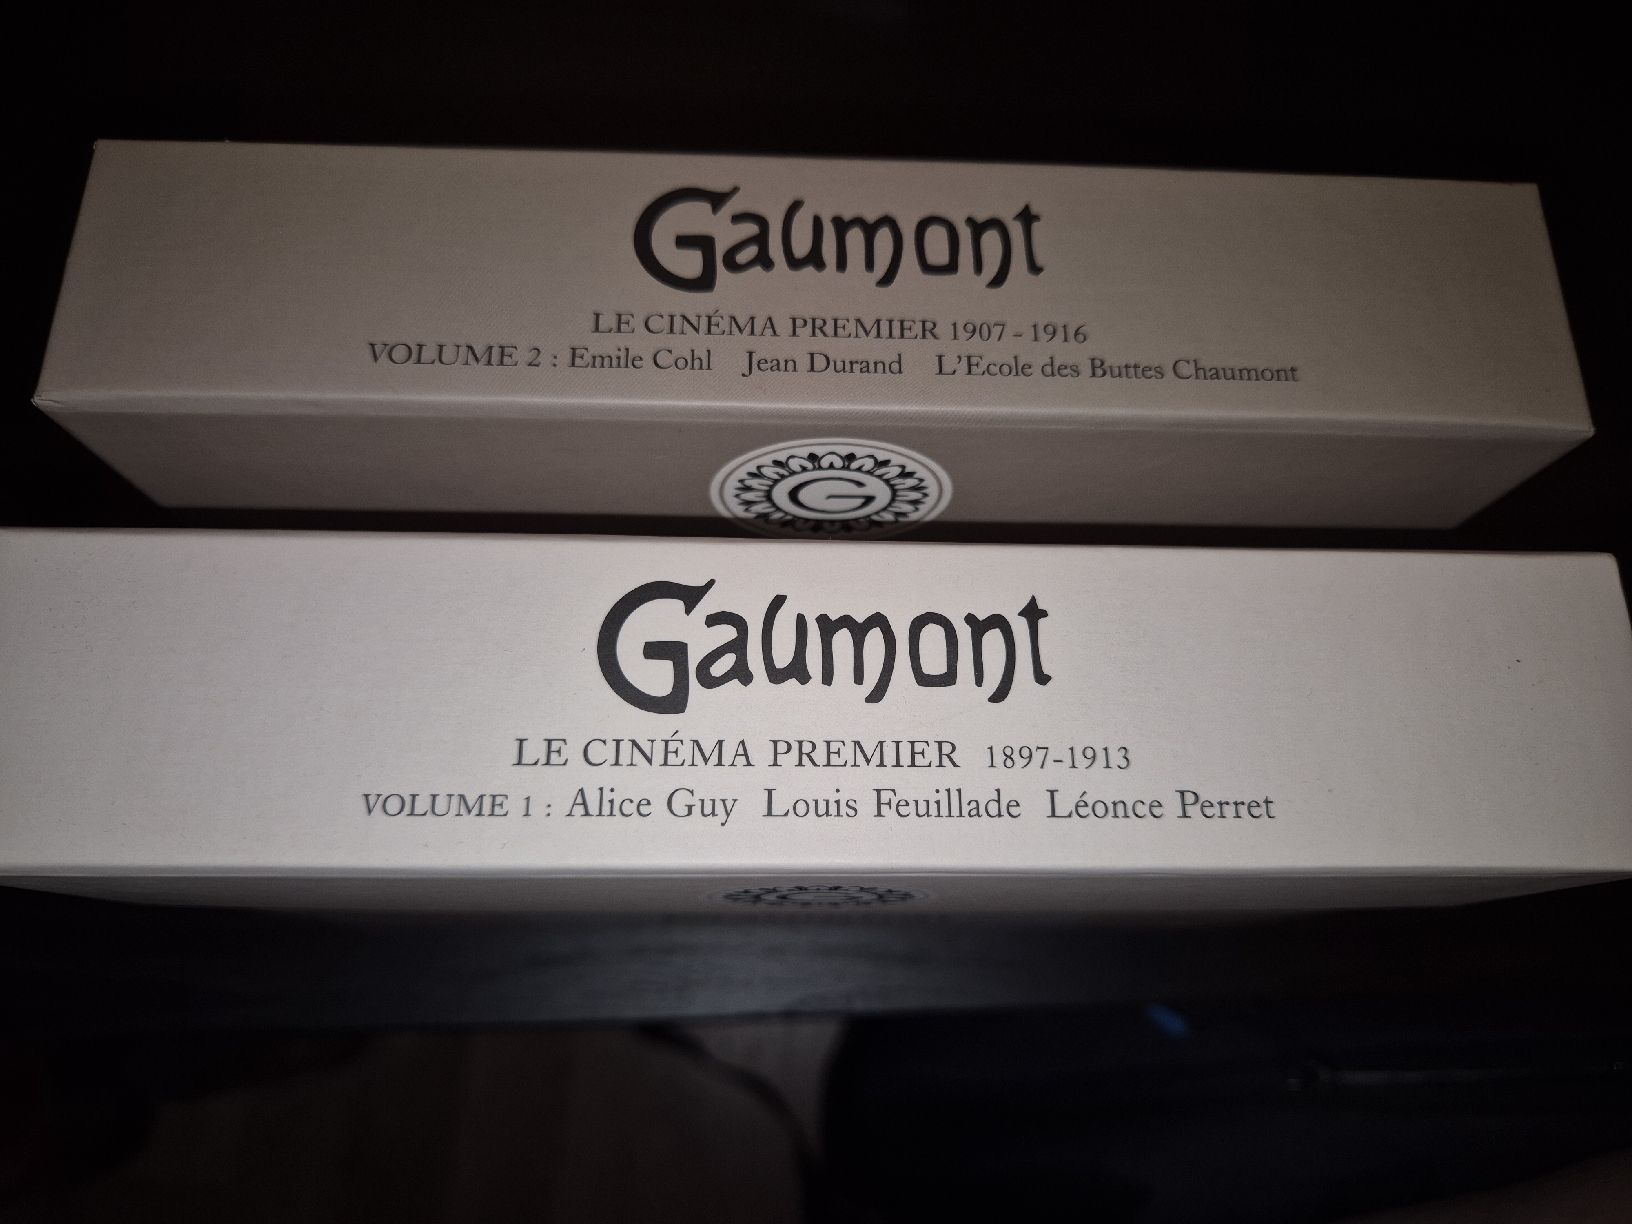 Gaumont
LE CINÉMA PREMIER 1907-1916
VOLUME 2 : Emile Cohl Jean Durand L'Ecole des Buttes Chaumont
G
Gaumont
LE CINÉMA PREMIER 1897-1913
VOLUME 1 : Alice Guy Louis Feuillade Léonce Perret
G